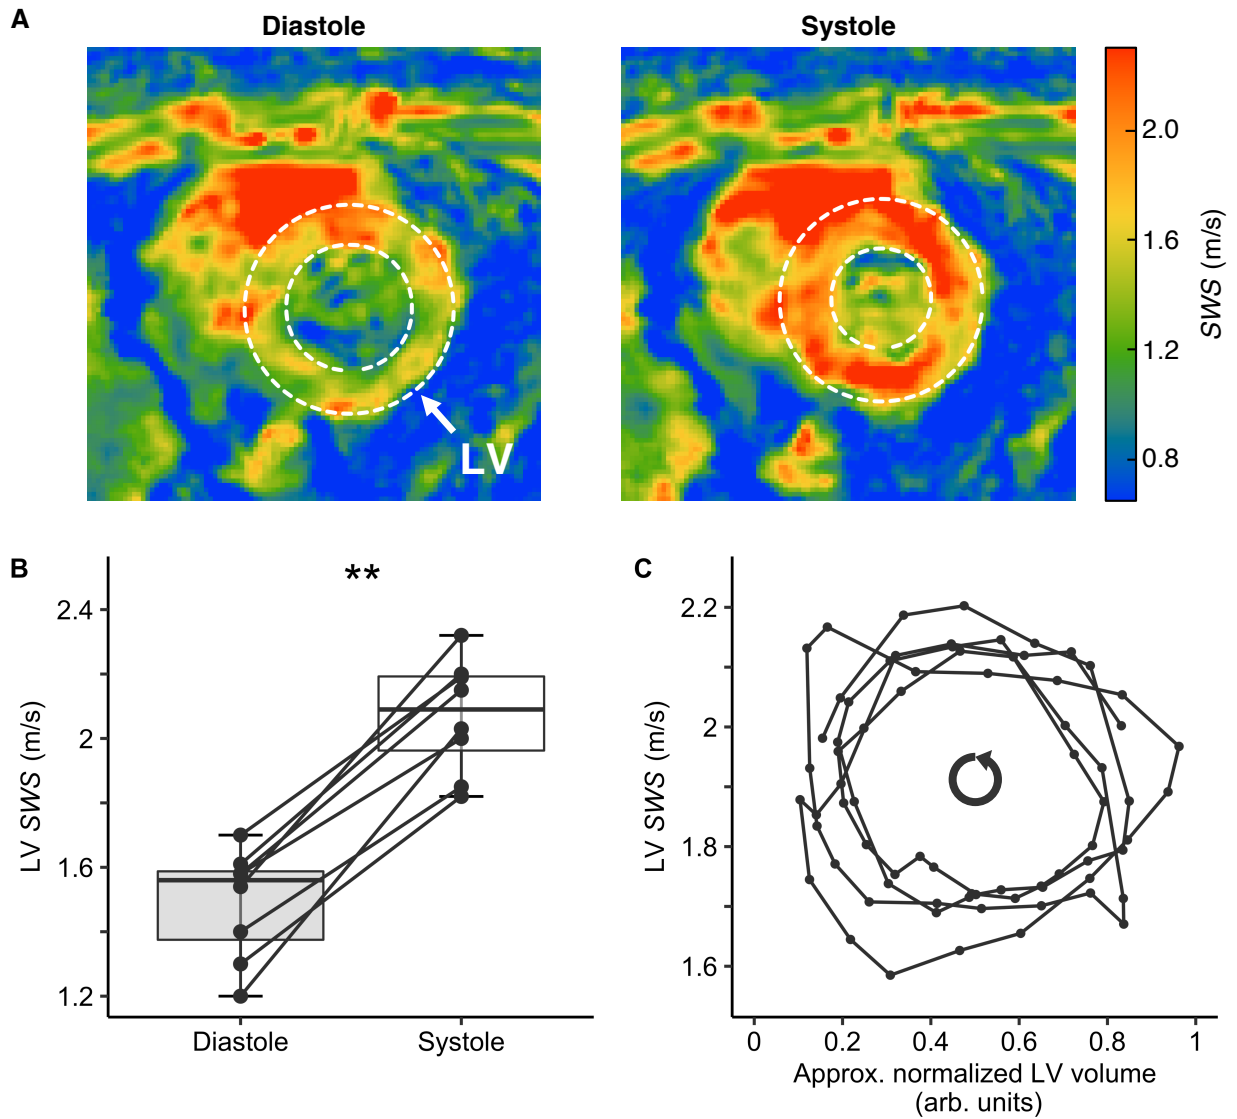 A
Diastole
Systole
LV
2.0
1.6
1.2
0.8
SWS (m/s)
B
**
2.4
2
1.6
1.2
LV SWS (m/s)
Diastole
Systole
C
2.2
2
1.8
1.6
LV SWS (m/s)
0
0.2
0.4
0.6
0.8
1
Approx. normalized LV volume
(arb. units)